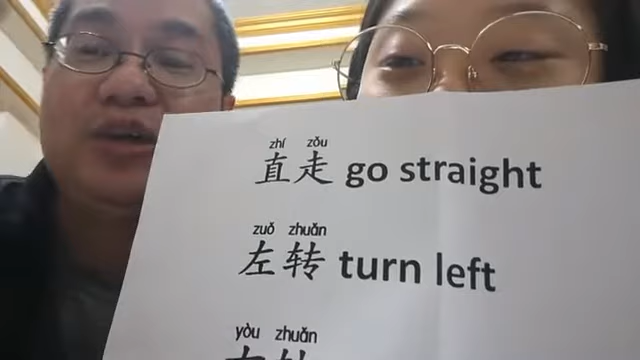 zhí zǒu
直走 go straight
zuǒ zhuǎn
左转 turn left
yòu zhuǎn